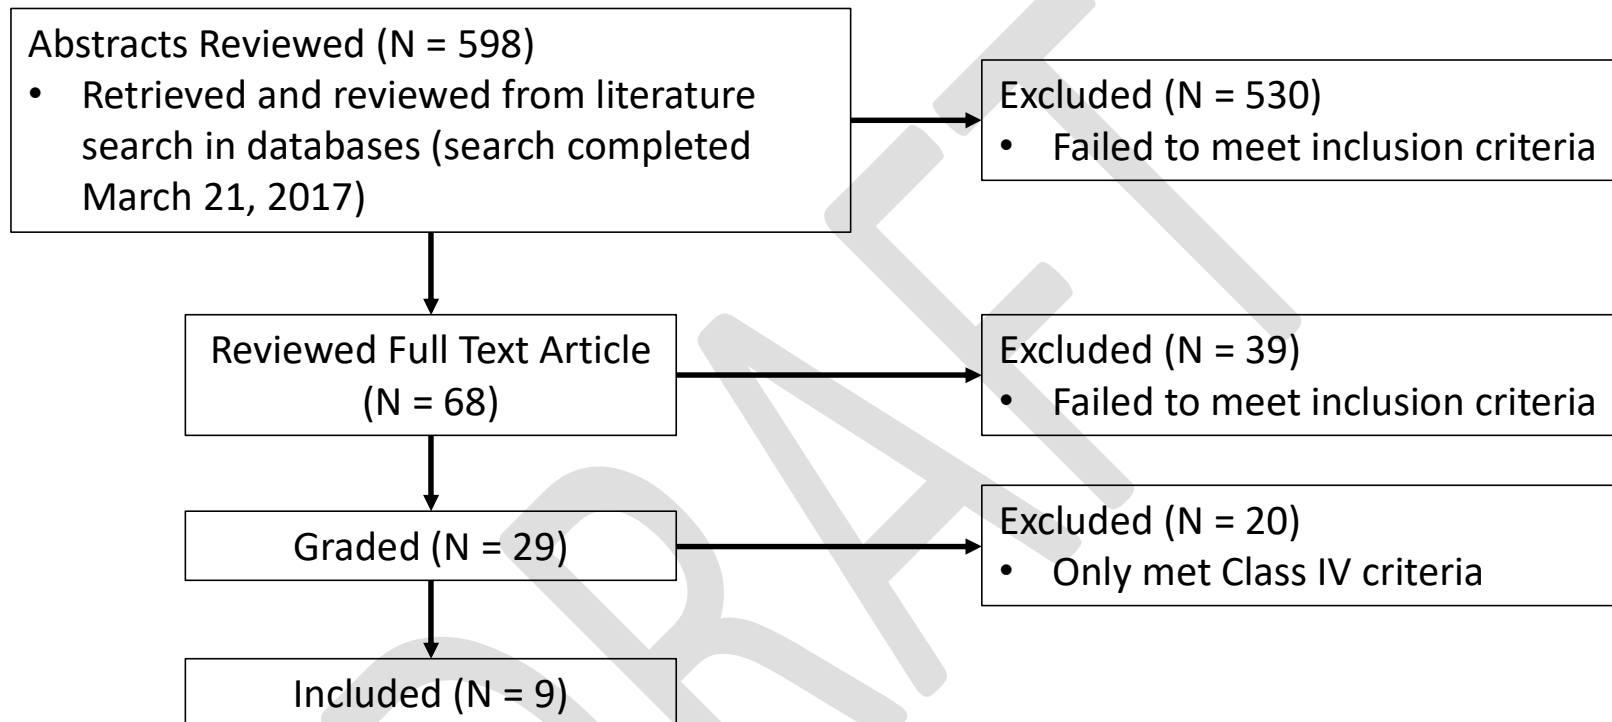 Abstracts Reviewed (N = 598)
• Retrieved and reviewed from literature
search in databases (search completed
March 21, 2017)
Excluded (N = 530)
• Failed to meet inclusion criteria
Reviewed Full Text Article
(N = 68)
Excluded (N = 39)
• Failed to meet inclusion criteria
Graded (N = 29)
Excluded (N = 20)
• Only met Class IV criteria
Included (N = 9)
DRAFT